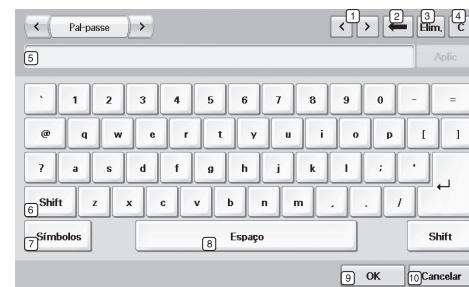 < Pal-passe > 1 < > 2 ← 3 Elim. 4 C
5 Aplic
` 1 2 3 4 5 6 7 8 9 0 - =
@ q w e r t y u i o p [ ]
? a s d f g h j k l ; '
6 Shift z x c v b n m , . /
7 Símbolos 8 Espaço Shift
9 OK 10 Cancelar